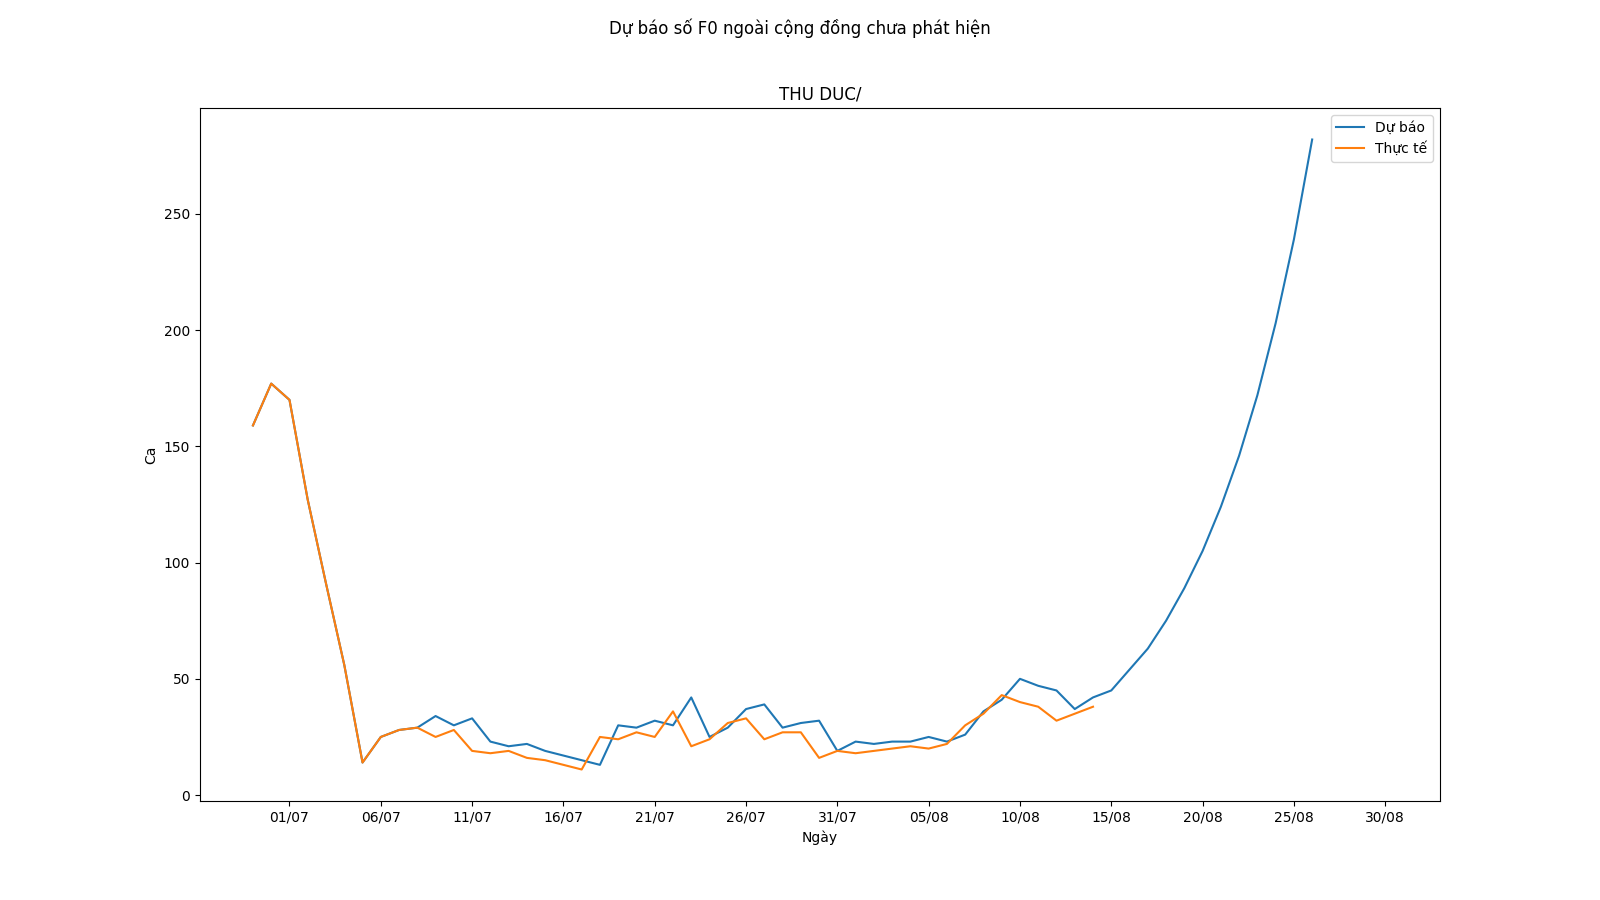 Dự báo số F0 ngoài cộng đồng chưa phát hiện
THU DUC/
Dự báo
Thực tế
250
200
150
100
50
0
Ca
01/07 06/07 11/07 16/07 21/07 26/07 31/07 05/08 10/08 15/08 20/08 25/08 30/08
Ngày